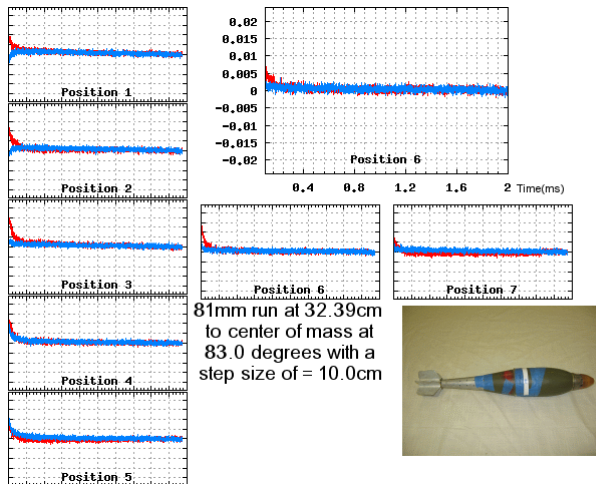 Position 1
Position 2
Position 3
Position 4
Position 5
0.02
0.015
0.01
0.005
0
-0.005
-0.01
-0.015
-0.02
Position 6
0.4 0.8 1.2 1.6 2 Time(ms)
Position 6
Position 7
81mm run at 32.39cm
to center of mass at
83.0 degrees with a
step size of = 10.0cm